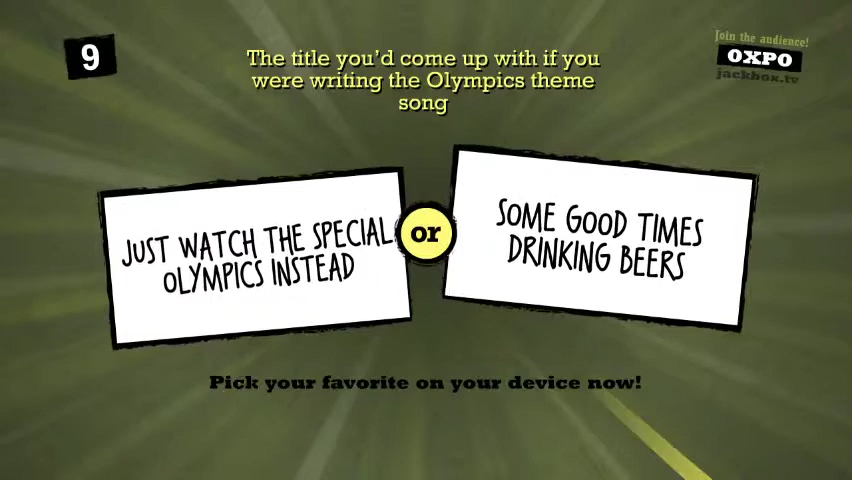 9
The title you'd come up with if you
were writing the Olympics theme
song
Join the audience!
OXPO
jackbox.tv
JUST WATCH THE SPECIAL
OLYMPICS INSTEAD
or
SOME GOOD TIMES
DRINKING BEERS
Pick your favorite on your device now!